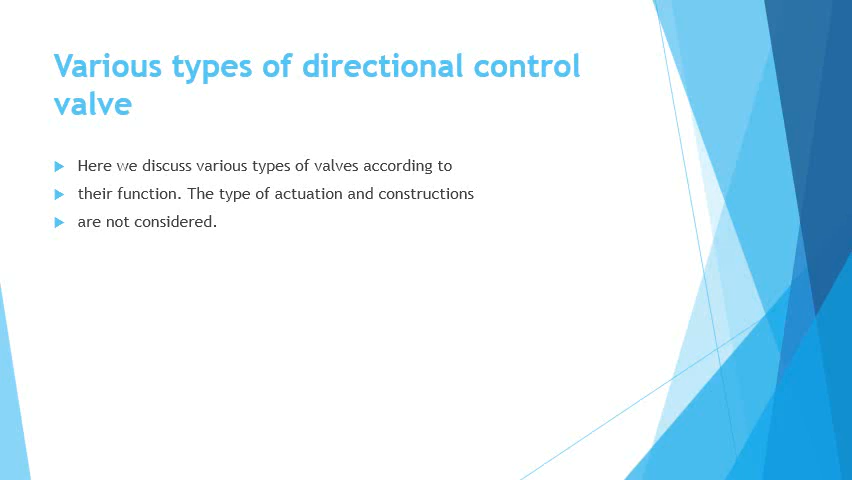 Various types of directional control
valve
Here we discuss various types of valves according to
their function. The type of actuation and constructions
are not considered.